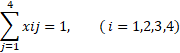 ∑_{j=1}^{4} xij = 1,     ( i = 1,2,3,4)